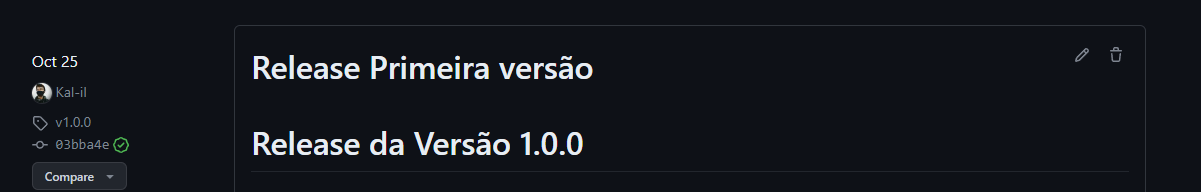 Oct 25
Kal-il
v1.0.0
03bba4e
Compare
Release Primeira versão
Release da Versão 1.0.0